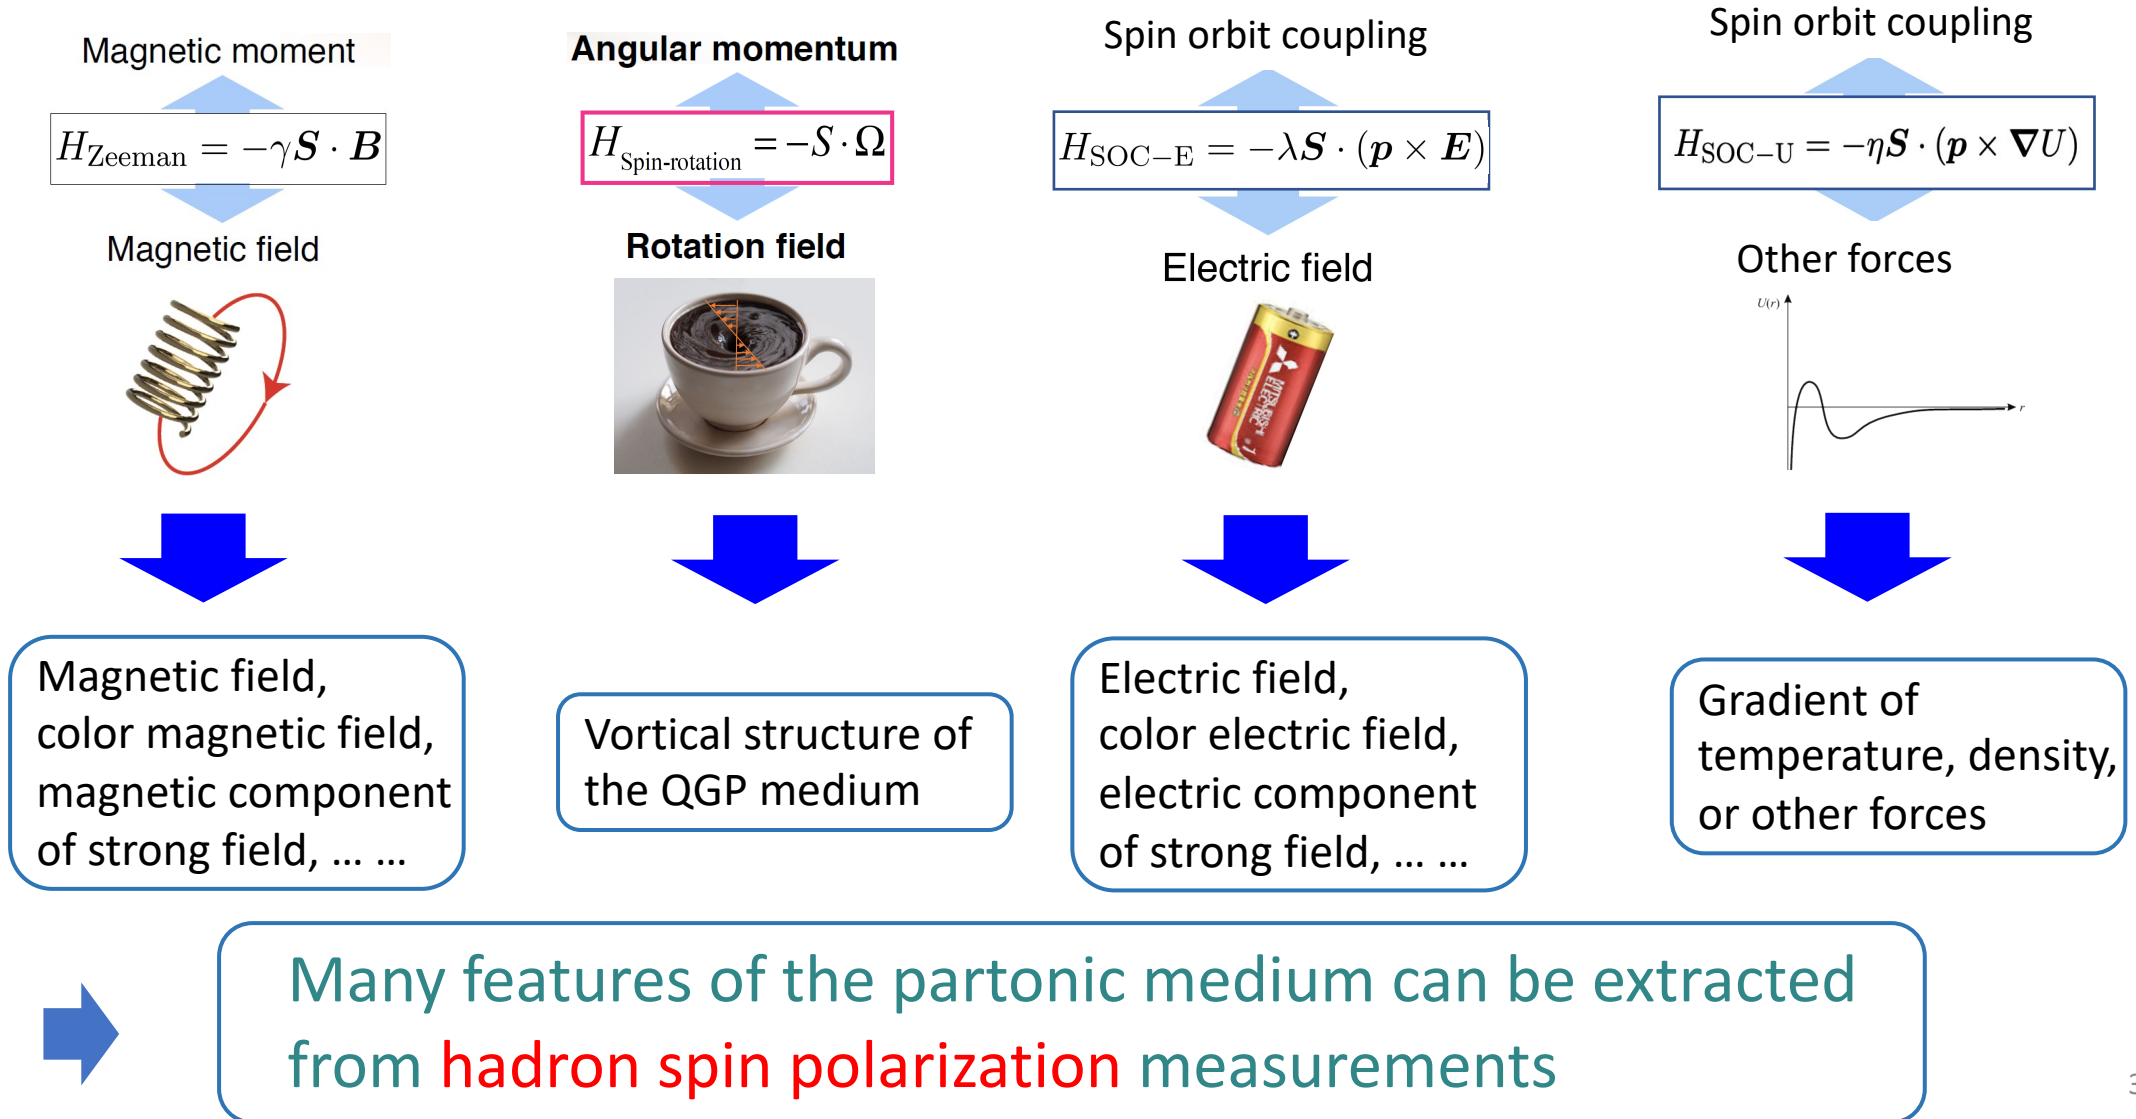 Magnetic moment
H_Zeeman = −γS · B
Magnetic field
Angular momentum
H_Spin-rotation = −S · Ω
Rotation field
Spin orbit coupling
H_SOC−E = −λS · (p × E)
Electric field
Spin orbit coupling
H_SOC−U = −ηS · (p × ∇U)
Other forces
U(r)
r
Magnetic field,
color magnetic field,
magnetic component
of strong field, ... ...
Vortical structure of
the QGP medium
Electric field,
color electric field,
electric component
of strong field, ... ...
Gradient of
temperature, density,
or other forces
Many features of the partonic medium can be extracted
from hadron spin polarization measurements